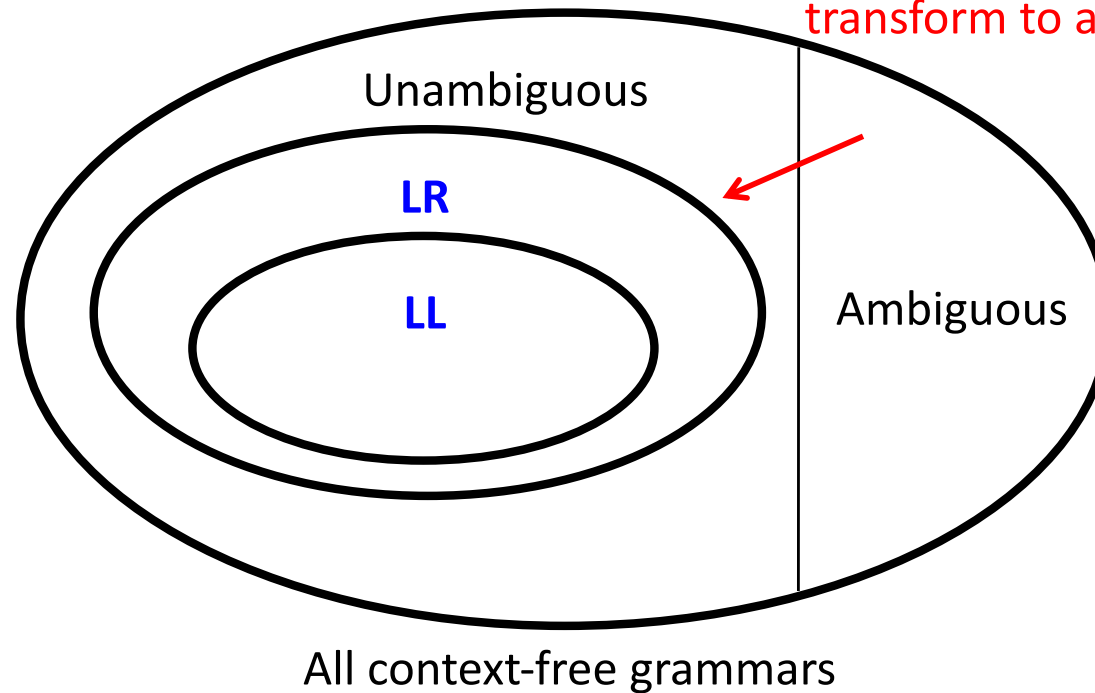 transform to a
Unambiguous
LR
LL
Ambiguous
All context-free grammars